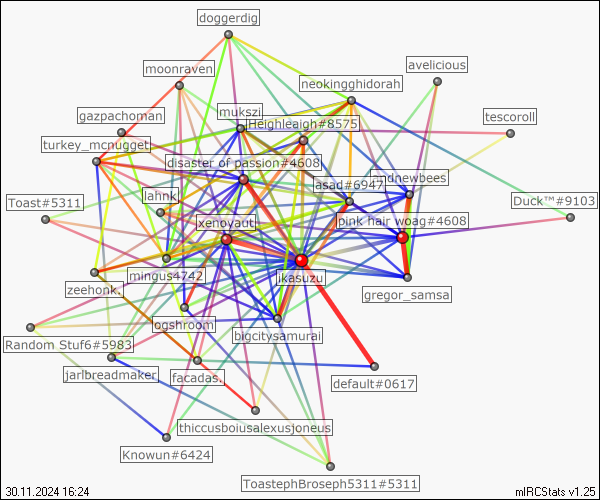 doggerdig
moonraven
avelicious
neokingghidorah
gazpachoman
mukszi
tescoroll
Heighleaigh#8575
turkey_mcnugget
disaster of passion#4608
asad#6947
andnewbees
Toast#5311
lahnk
Duck™#9103
xenoyaut
pink hair woag#4608
mingus4742
ikasuzu
zeehonk.
gregor_samsa
ogshroom
bigcitysamurai
Random Stuf6#5983
jarlbreadmaker
facadas.
default#0617
thiccusboiusalexusjoneus
Knowun#6424
ToastephBroseph5311#5311
30.11.2024 16:24
mIRCStats v1.25